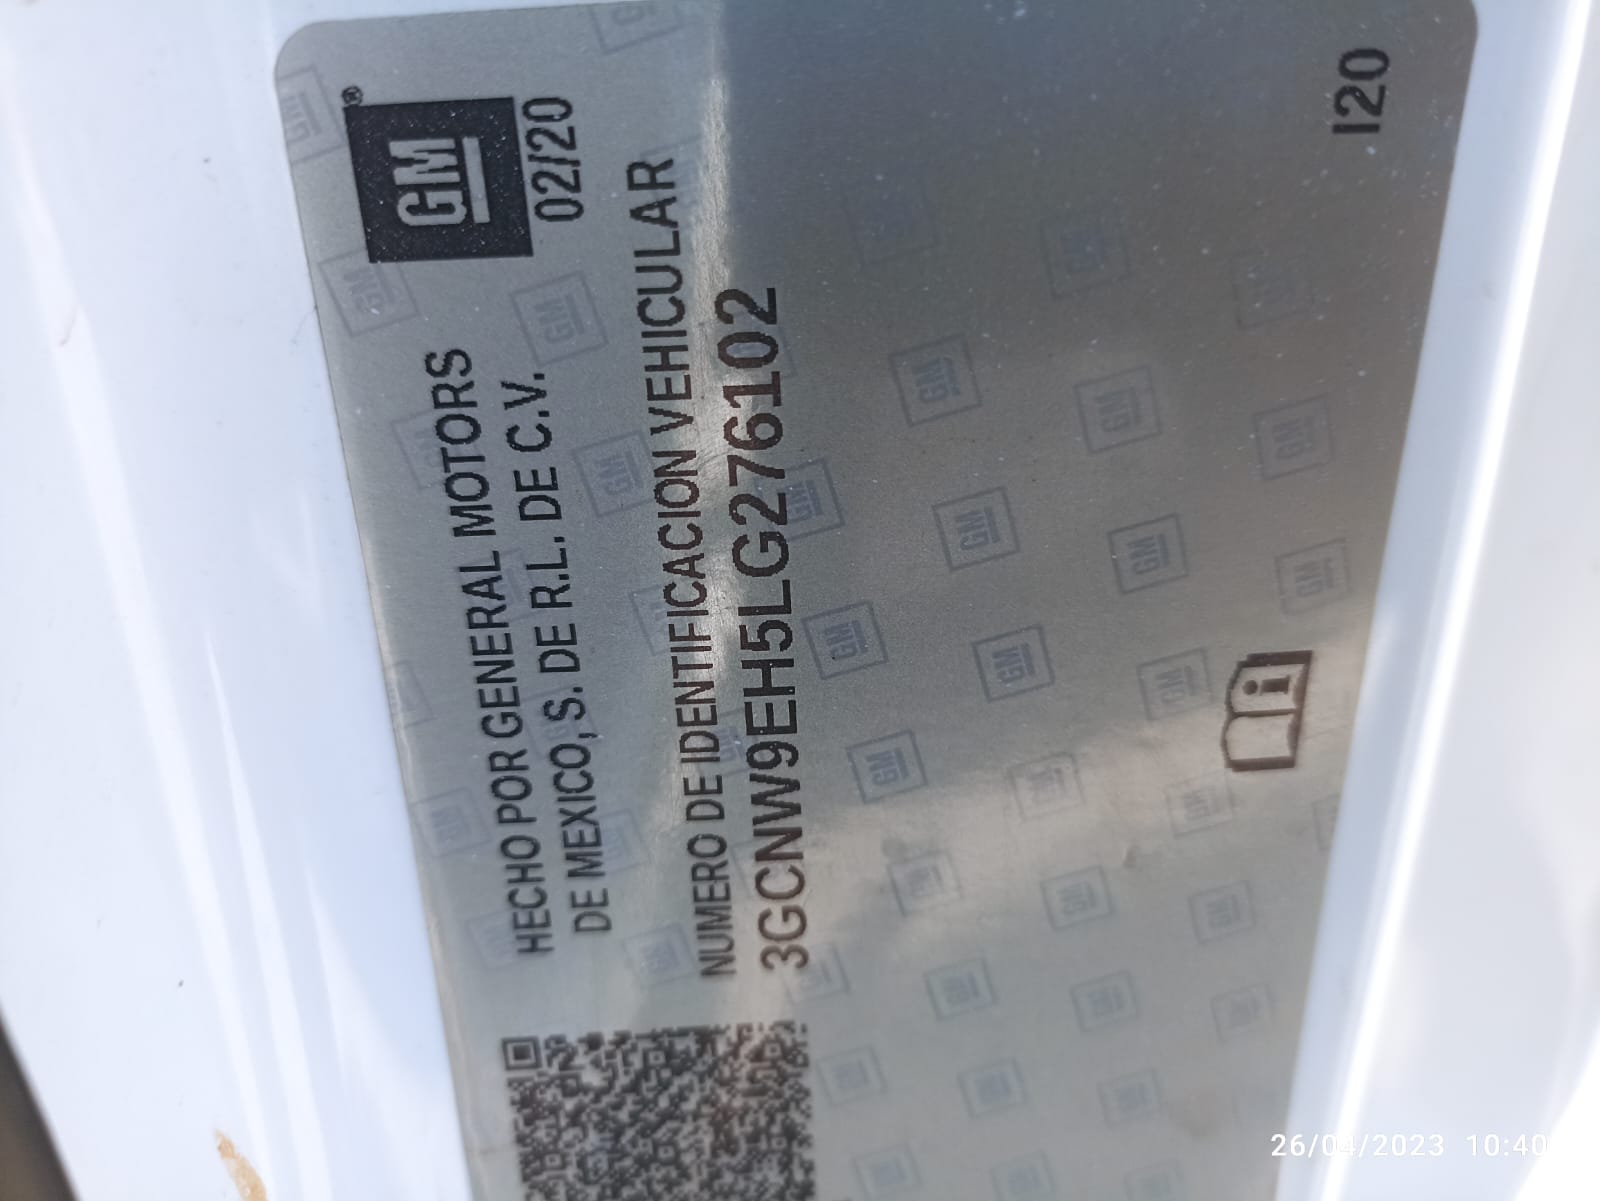 GM®
HECHO POR GENERAL MOTORS
DE MEXICO, S. DE R.L. DE C.V. 02/20
NUMERO DE IDENTIFICACION VEHICULAR
3GCNW9EH5LG276102
I20
26/04/2023 10:40